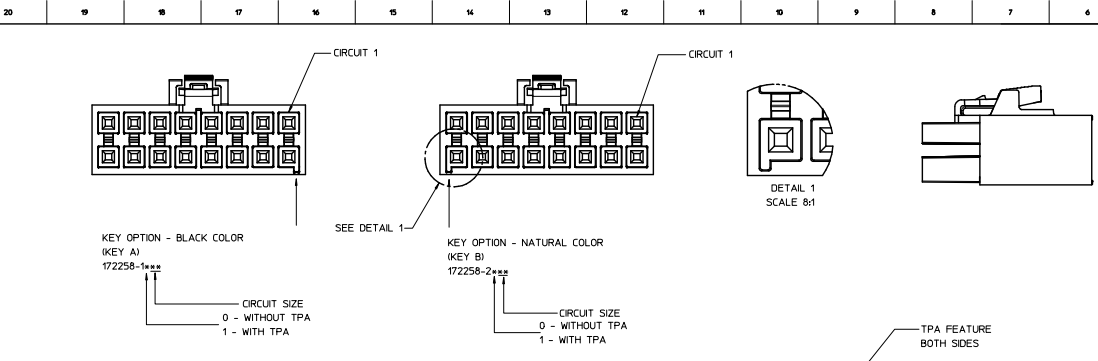 20 19 18 17 16 15 14 13 12 11 10 9 8 7 6
CIRCUIT 1
CIRCUIT 1
DETAIL 1
SCALE 8:1
SEE DETAIL 1
KEY OPTION - BLACK COLOR
(KEY A)
172258-1***
CIRCUIT SIZE
0 - WITHOUT TPA
1 - WITH TPA
KEY OPTION - NATURAL COLOR
(KEY B)
172258-2***
CIRCUIT SIZE
0 - WITHOUT TPA
1 - WITH TPA
TPA FEATURE
BOTH SIDES